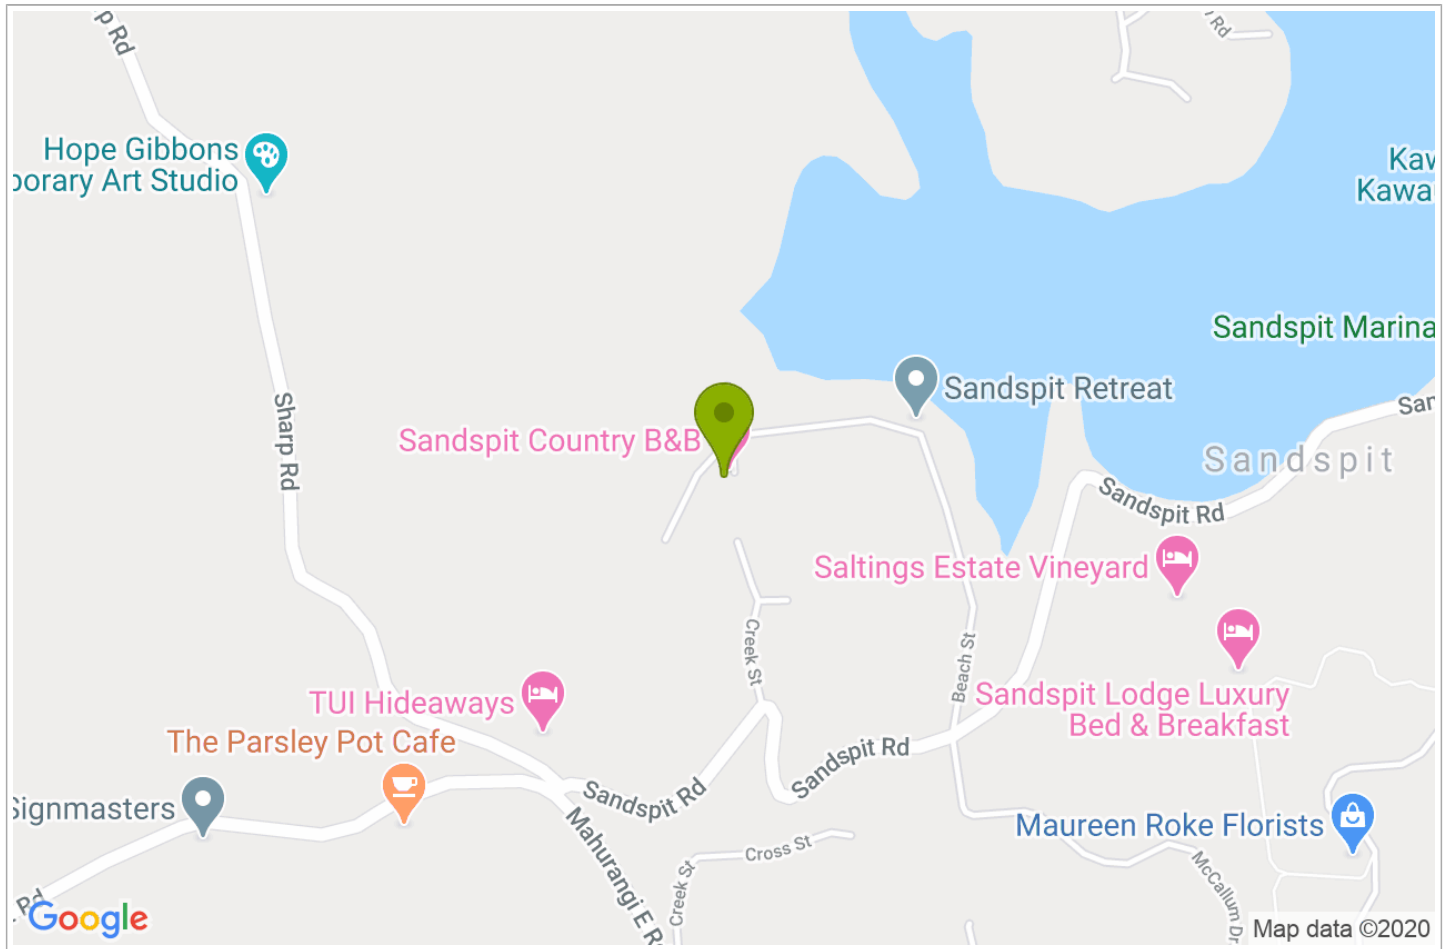 p Rd
y Rd
Hope Gibbons
porary Art Studio
Kaw
Kawa
Sandspit Marina
Sharp Rd
Sandspit Retreat
Sandspit Country B&B
San
Sandspit
Sandspit Rd
Saltings Estate Vineyard
Creek St
Beach St
TUI Hideaways
Sandspit Lodge Luxury
Bed & Breakfast
The Parsley Pot Cafe
Sandspit Rd
Sandspit Rd
Signmasters
Maureen Roke Florists
Mahurangi E Rd
Cross St
Creek St
McCallum Dr
Rd
Google
Map data ©2020